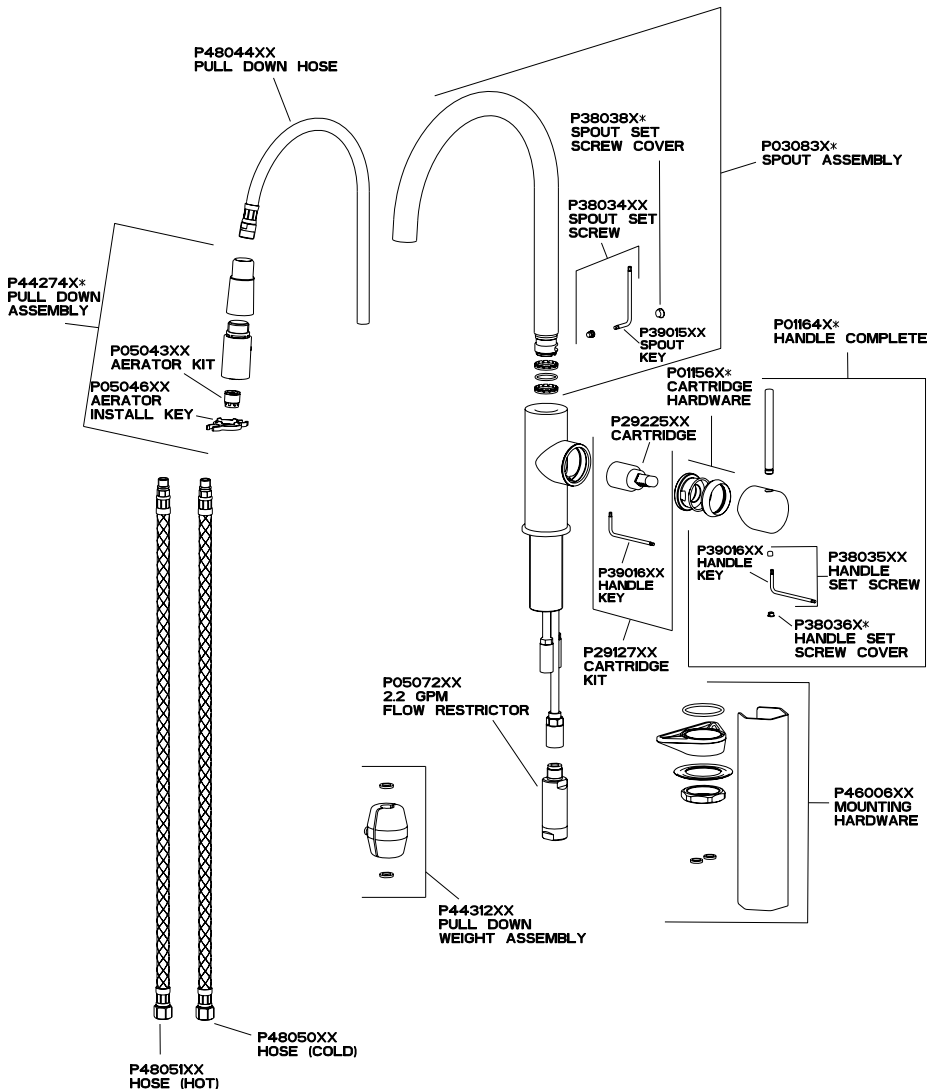 P48044XX
PULL DOWN HOSE
P38038X*
SPOUT SET
SCREW COVER
P03083X*
SPOUT ASSEMBLY
P38034XX
SPOUT SET
SCREW
P44274X*
PULL DOWN
ASSEMBLY
P39015XX
SPOUT
KEY
P01164X*
HANDLE COMPLETE
P05043XX
AERATOR KIT
P01156X*
CARTRIDGE
HARDWARE
P05046XX
AERATOR
INSTALL KEY
P29225XX
CARTRIDGE
P39016XX
HANDLE
KEY
P39016XX
HANDLE
KEY
P38035XX
HANDLE
SET SCREW
P38036X*
HANDLE SET
SCREW COVER
P29127XX
CARTRIDGE
KIT
P05072XX
2.2 GPM
FLOW RESTRICTOR
P46006XX
MOUNTING
HARDWARE
P44312XX
PULL DOWN
WEIGHT ASSEMBLY
P48050XX
HOSE (COLD)
P48051XX
HOSE (HOT)